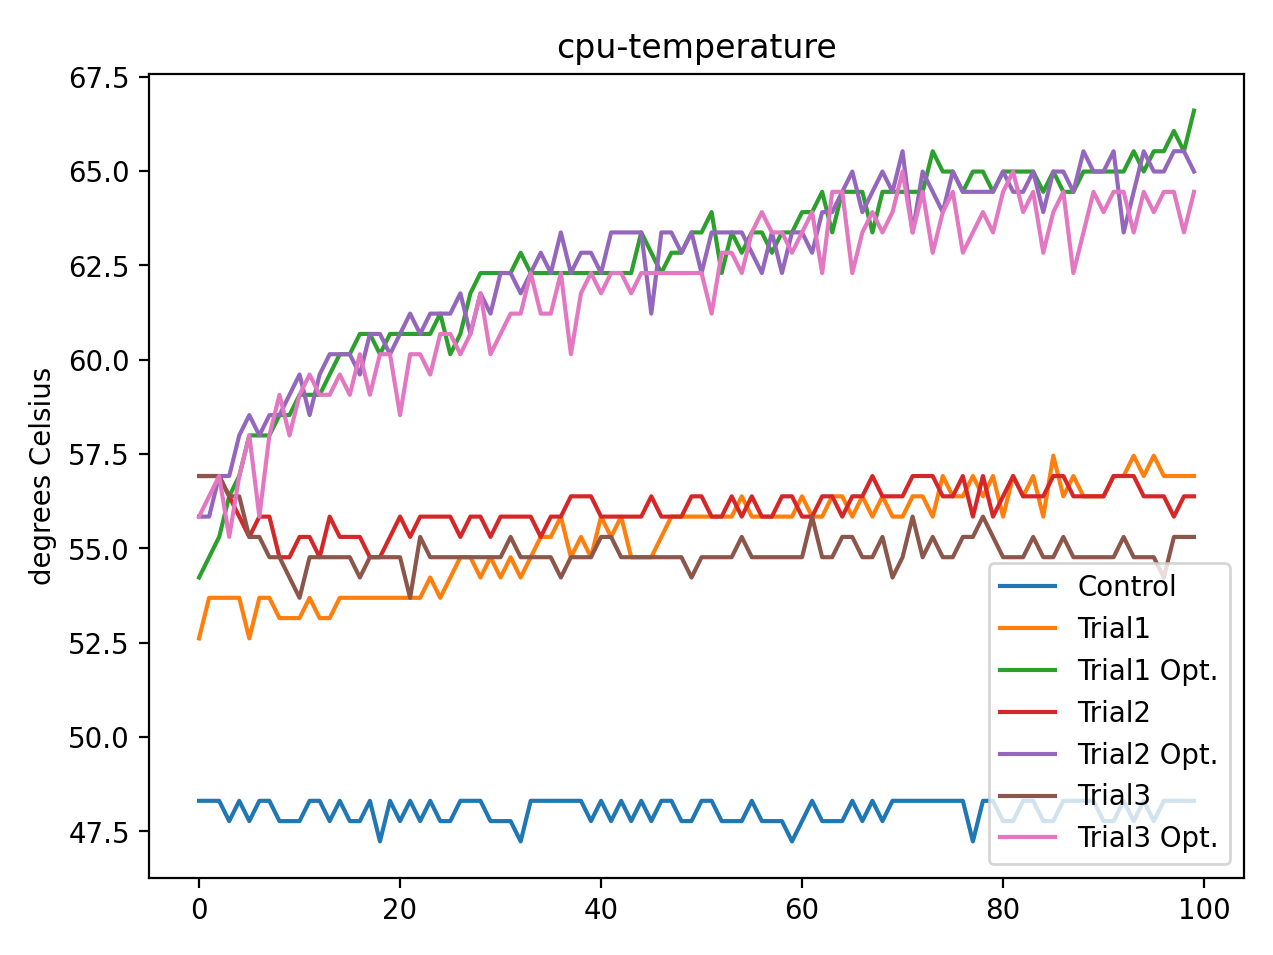 cpu-temperature
degrees Celsius
67.5
65.0
62.5
60.0
57.5
55.0
52.5
50.0
47.5
0 20 40 60 80 100
Control
Trial1
Trial1 Opt.
Trial2
Trial2 Opt.
Trial3
Trial3 Opt.